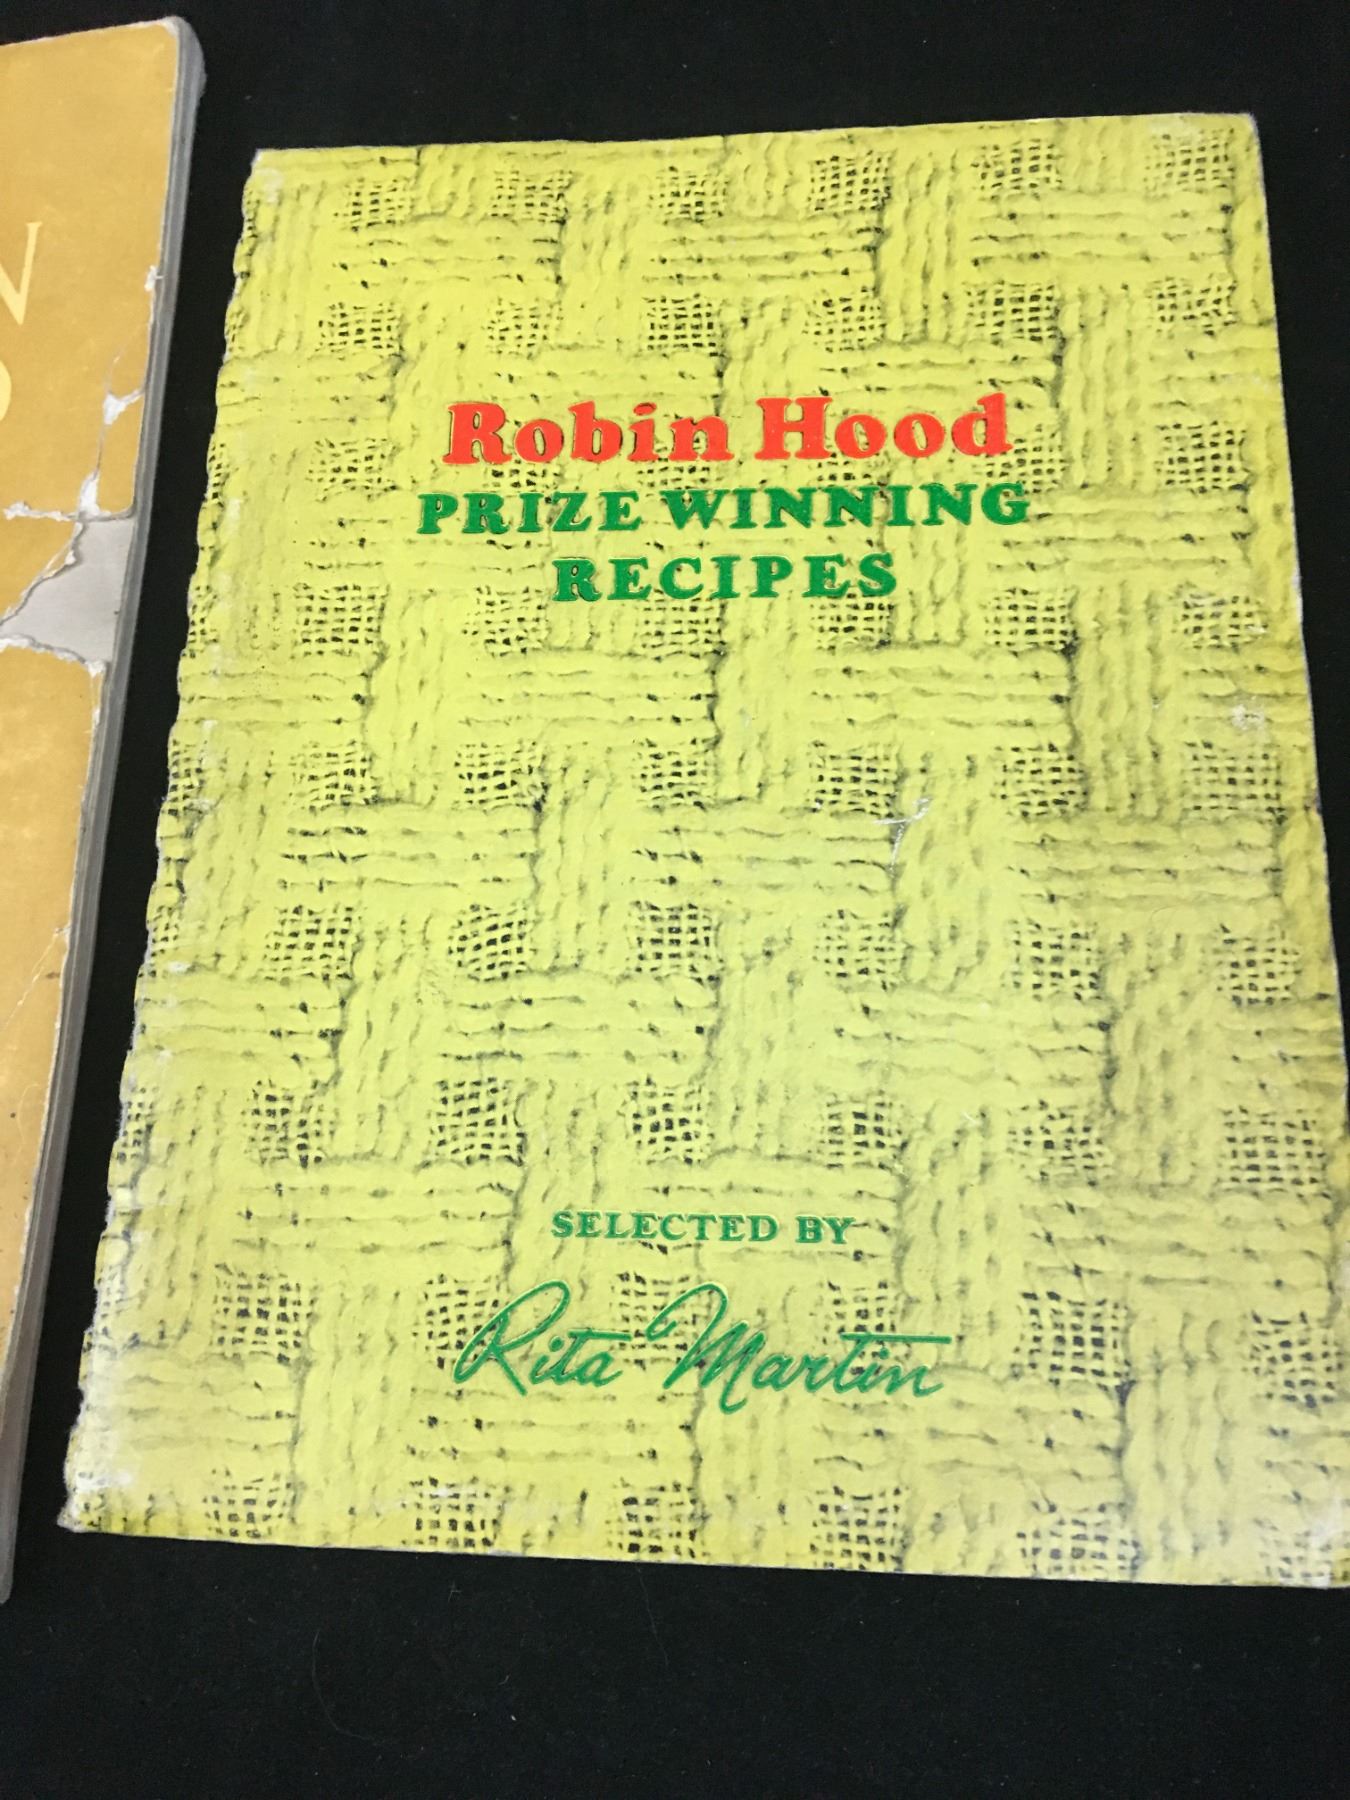 Robin Hood
PRIZE WINNING
RECIPES
SELECTED BY
Rita Martin